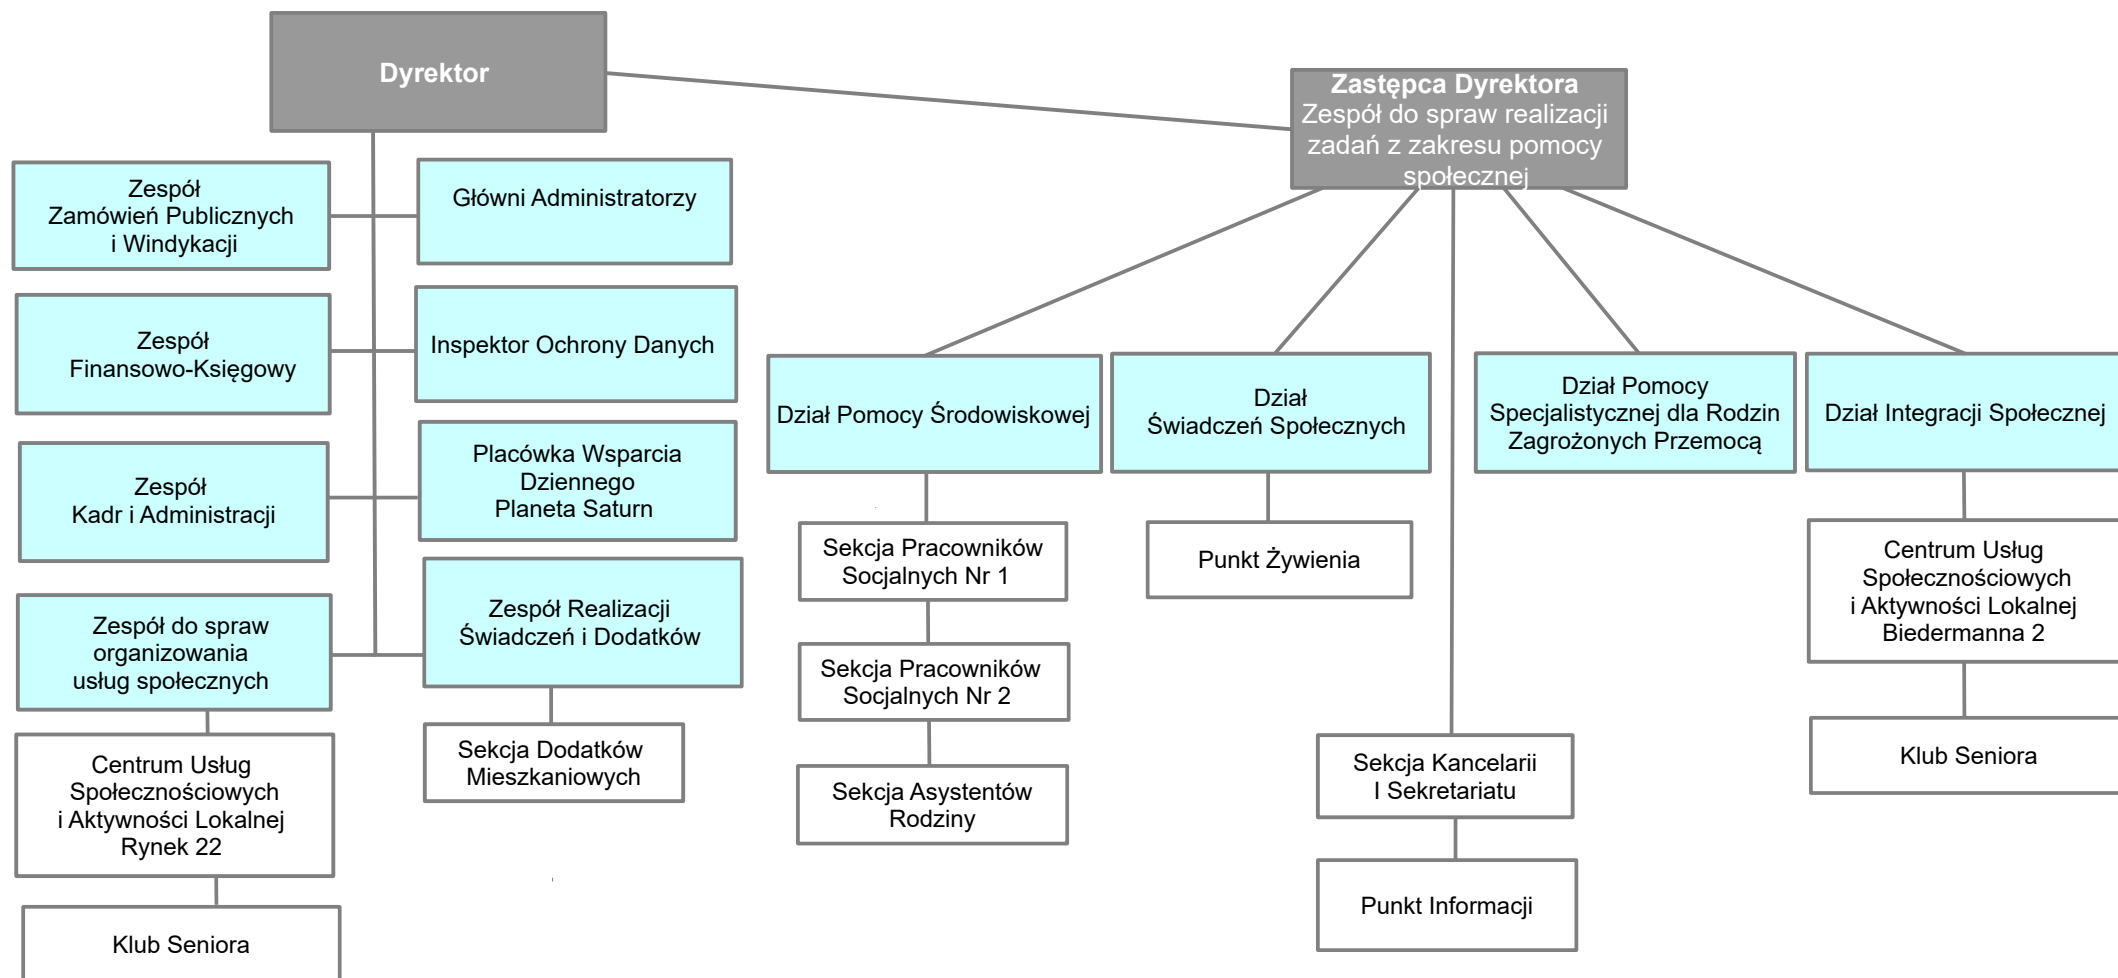 Dyrektor
Zastępca Dyrektora
Zespół do spraw realizacji
zadań z zakresu pomocy
społecznej
Zespół
Zamówień Publicznych
i Windykacji
Główni Administratorzy
Zespół
Finansowo-Księgowy
Inspektor Ochrony Danych
Zespół
Kadr i Administracji
Placówka Wsparcia
Dziennego
Planeta Saturn
Zespół do spraw
organizowania
usług społecznych
Zespół Realizacji
Świadczeń i Dodatków
Centrum Usług
Społecznościowych
i Aktywności Lokalnej
Rynek 22
Sekcja Dodatków
Mieszkaniowych
Klub Seniora
Dział Pomocy Środowiskowej
Sekcja Pracowników
Socjalnych Nr 1
Sekcja Pracowników
Socjalnych Nr 2
Sekcja Asystentów
Rodziny
Dział
Świadczeń Społecznych
Punkt Żywienia
Sekcja Kancelarii
I Sekretariatu
Punkt Informacji
Dział Pomocy
Specjalistycznej dla Rodzin
Zagrożonych Przemocą
Dział Integracji Społecznej
Centrum Usług
Społecznościowych
i Aktywności Lokalnej
Biedermanna 2
Klub Seniora